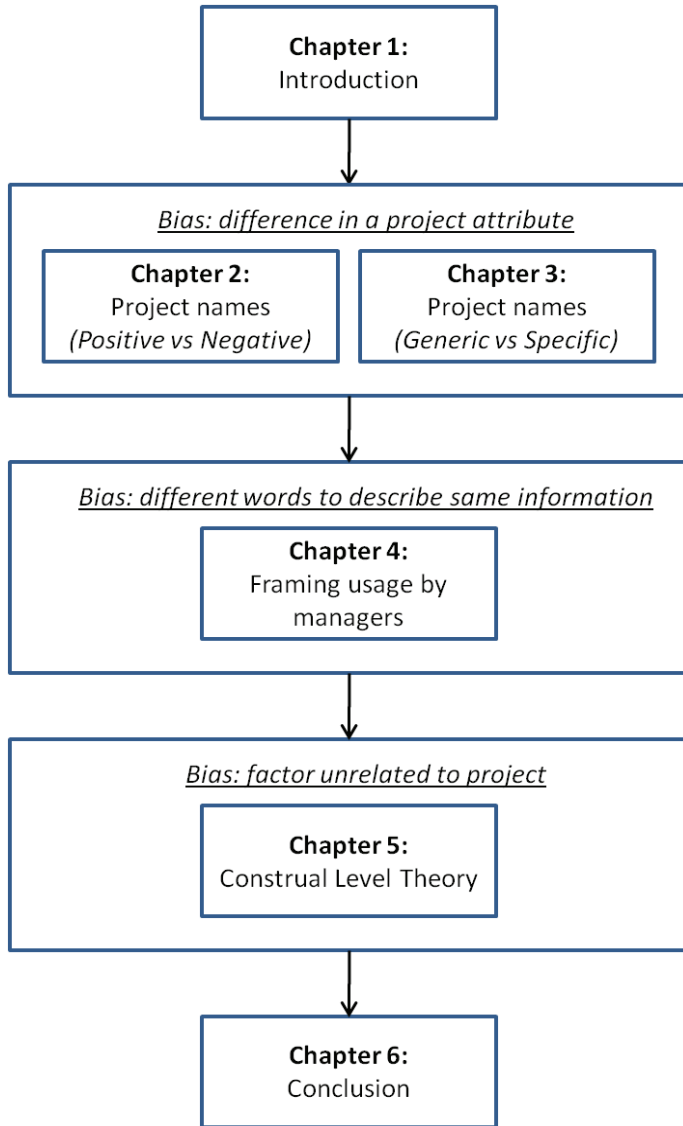 Chapter 1:
Introduction
Bias: difference in a project attribute
Chapter 2:
Project names
(Positive vs Negative)
Chapter 3:
Project names
(Generic vs Specific)
Bias: different words to describe same information
Chapter 4:
Framing usage by
managers
Bias: factor unrelated to project
Chapter 5:
Construal Level Theory
Chapter 6:
Conclusion